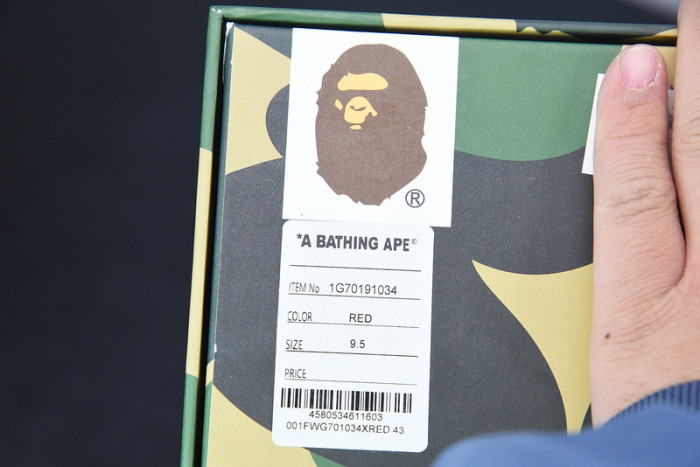 ®
*A BATHING APE®
ITEM No 1G70191034
COLOR RED
SIZE 9.5
PRICE
4580534611603
001FWG701034XRED 43